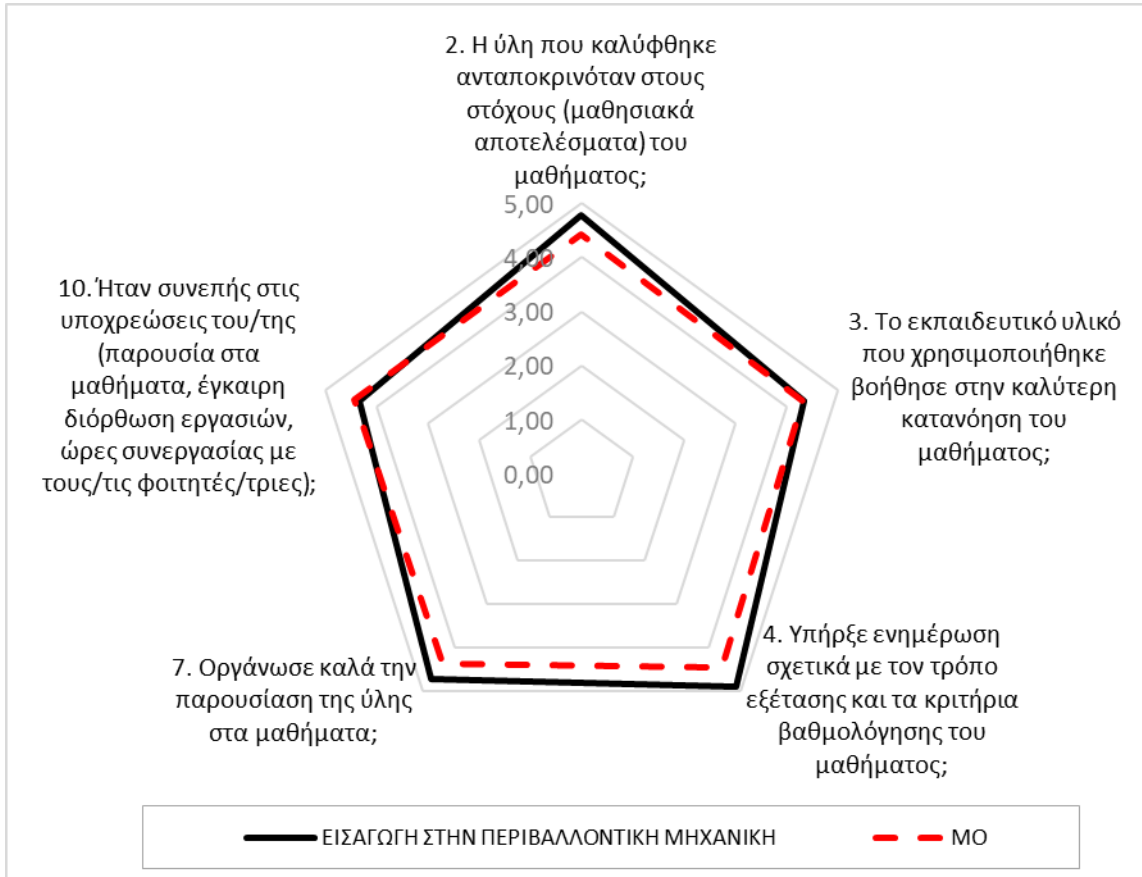 2. Η ύλη που καλύφθηκε
ανταποκρινόταν στους
στόχους (μαθησιακά
αποτελέσματα) του
μαθήματος;
5,00
4,00
3,00
2,00
1,00
0,00
3. Το εκπαιδευτικό υλικό
που χρησιμοποιήθηκε
βοήθησε στην καλύτερη
κατανόηση του
μαθήματος;
4. Υπήρξε ενημέρωση
σχετικά με τον τρόπο
εξέτασης και τα κριτήρια
βαθμολόγησης του
μαθήματος;
7. Οργάνωσε καλά την
παρουσίαση της ύλης
στα μαθήματα;
10. Ήταν συνεπής στις
υποχρεώσεις του/της
(παρουσία στα
μαθήματα, έγκαιρη
διόρθωση εργασιών,
ώρες συνεργασίας με
τους/τις φοιτητές/τριες);
ΕΙΣΑΓΩΓΗ ΣΤΗΝ ΠΕΡΙΒΑΛΛΟΝΤΙΚΗ ΜΗΧΑΝΙΚΗ
ΜΟ